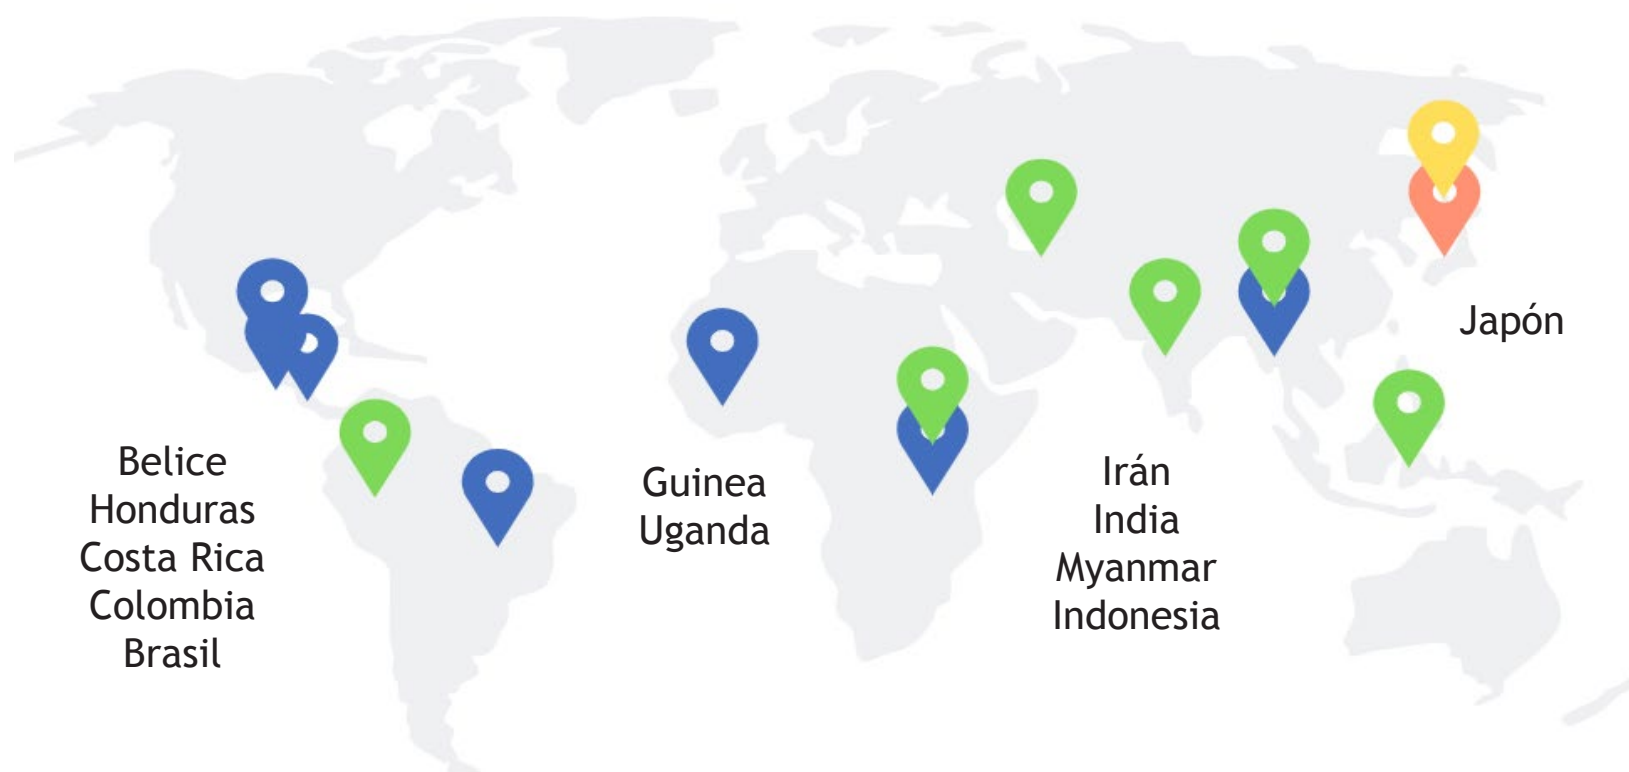 Belice
Honduras
Costa Rica
Colombia
Brasil
Guinea
Uganda
Irán
India
Myanmar
Indonesia
Japón